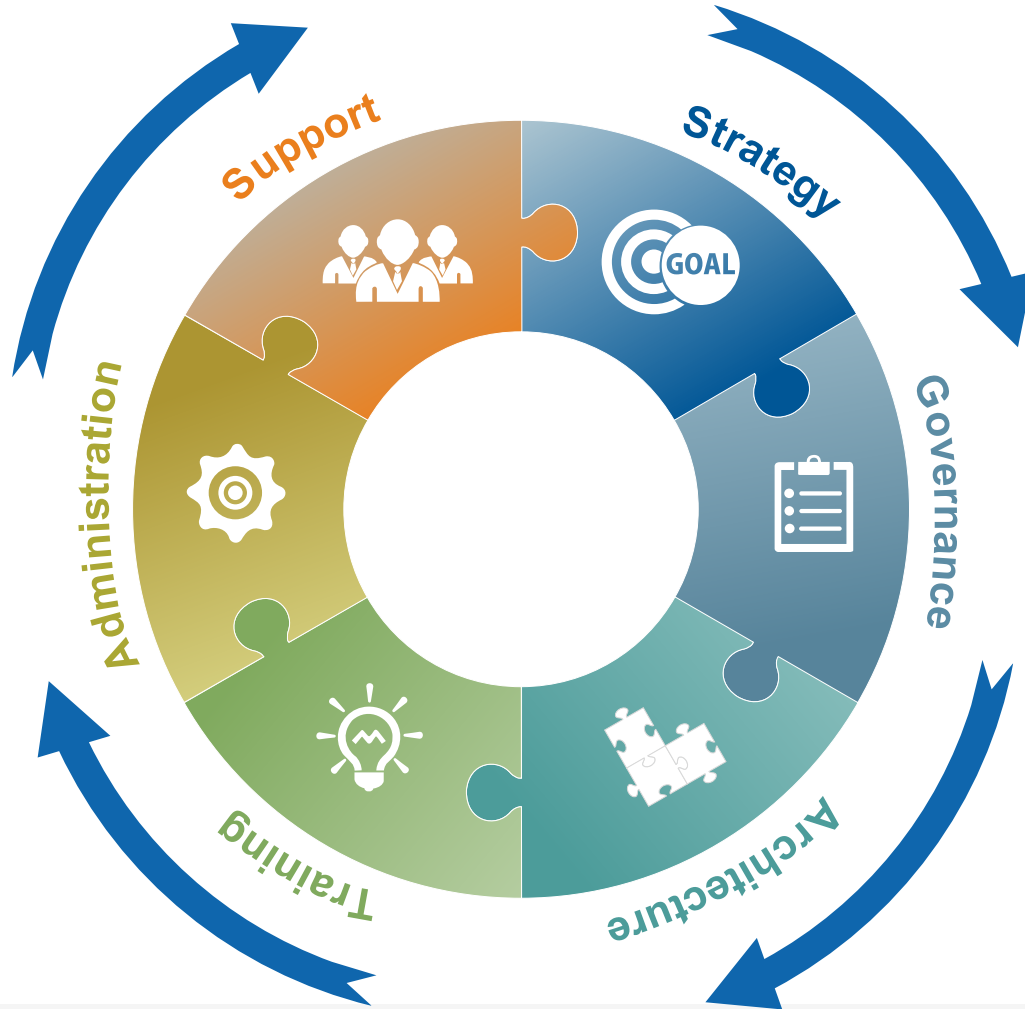 Strategy
GOAL
Governance
Architecture
Training
Administration
Support